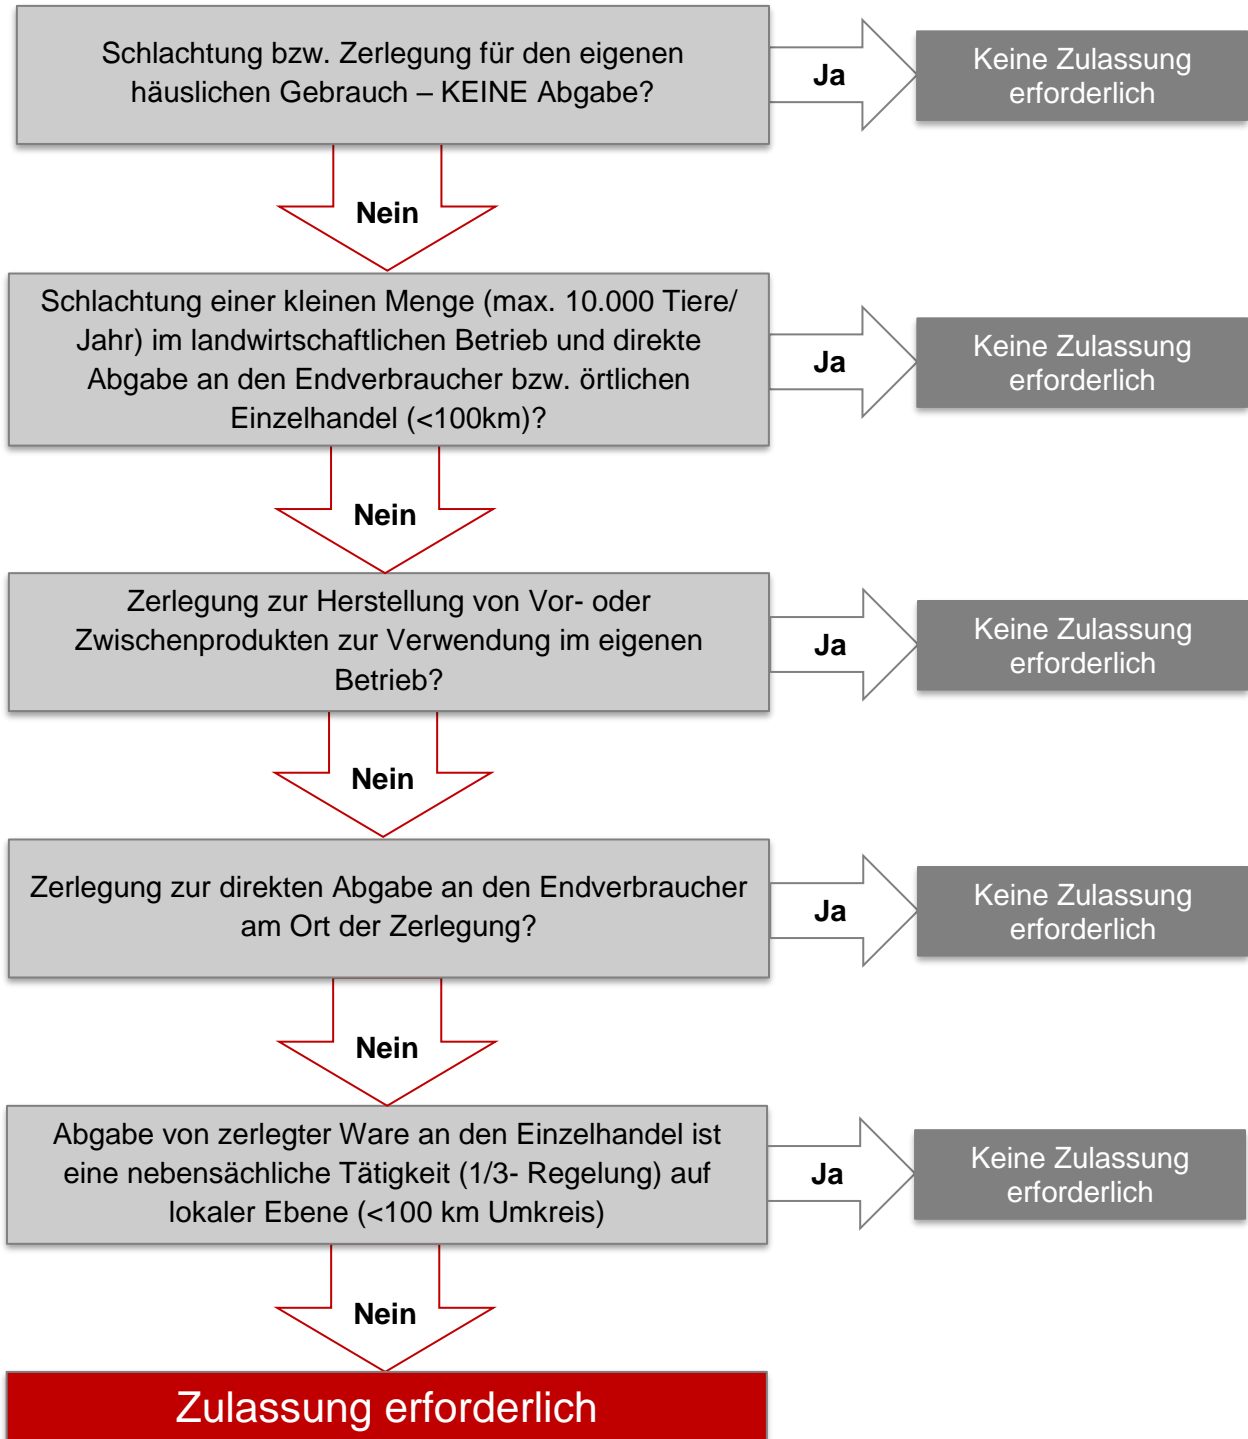 Schlachtung bzw. Zerlegung für den eigenen
häuslichen Gebrauch – KEINE Abgabe?
Ja
Keine Zulassung
erforderlich
Nein
Schlachtung einer kleinen Menge (max. 10.000 Tiere/
Jahr) im landwirtschaftlichen Betrieb und direkte
Abgabe an den Endverbraucher bzw. örtlichen
Einzelhandel (<100km)?
Ja
Keine Zulassung
erforderlich
Nein
Zerlegung zur Herstellung von Vor- oder
Zwischenprodukten zur Verwendung im eigenen
Betrieb?
Ja
Keine Zulassung
erforderlich
Nein
Zerlegung zur direkten Abgabe an den Endverbraucher
am Ort der Zerlegung?
Ja
Keine Zulassung
erforderlich
Nein
Abgabe von zerlegter Ware an den Einzelhandel ist
eine nebensächliche Tätigkeit (1/3- Regelung) auf
lokaler Ebene (<100 km Umkreis)
Ja
Keine Zulassung
erforderlich
Nein
Zulassung erforderlich